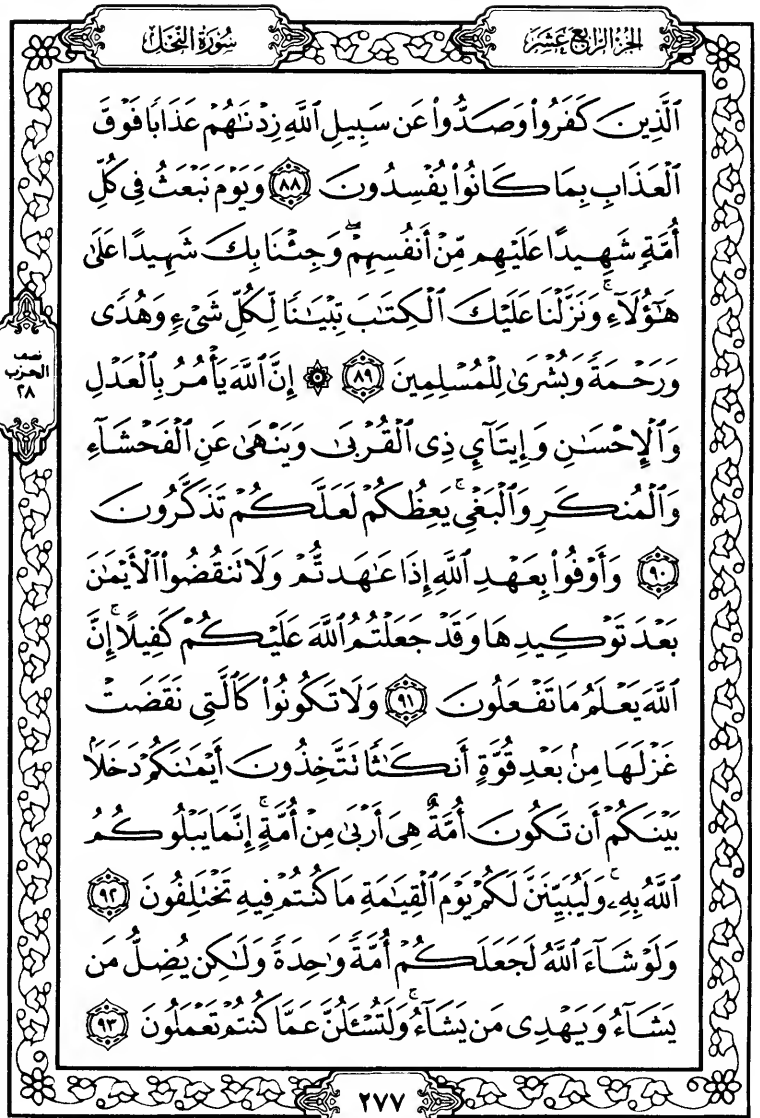 الجزء الرابع عشر
سورة النحل
ٱلَّذِينَ كَفَرُوا۟ وَصَدُّوا۟ عَن سَبِيلِ ٱللَّهِ زِدْنَٰهُمْ عَذَابًا فَوْقَ
ٱلْعَذَابِ بِمَا كَانُوا۟ يُفْسِدُونَ ﴿٨٨﴾ وَيَوْمَ نَبْعَثُ فِى كُلِّ
أُمَّةٍ شَهِيدًا عَلَيْهِم مِّنْ أَنفُسِهِمْ ۖ وَجِئْنَا بِكَ شَهِيدًا عَلَىٰ
هَٰٓؤُلَآءِ ۚ وَنَزَّلْنَا عَلَيْكَ ٱلْكِتَٰبَ تِبْيَٰنًا لِّكُلِّ شَىْءٍ وَهُدًى
وَرَحْمَةً وَبُشْرَىٰ لِلْمُسْلِمِينَ ﴿٨٩﴾ ۞ إِنَّ ٱللَّهَ يَأْمُرُ بِٱلْعَدْلِ
وَٱلْإِحْسَٰنِ وَإِيتَآئِ ذِى ٱلْقُرْبَىٰ وَيَنْهَىٰ عَنِ ٱلْفَحْشَآءِ
وَٱلْمُنكَرِ وَٱلْبَغْىِ ۚ يَعِظُكُمْ لَعَلَّكُمْ تَذَكَّرُونَ
﴿٩٠﴾ وَأَوْفُوا۟ بِعَهْدِ ٱللَّهِ إِذَا عَٰهَدتُّمْ وَلَا تَنقُضُوا۟ ٱلْأَيْمَٰنَ
بَعْدَ تَوْكِيدِهَا وَقَدْ جَعَلْتُمُ ٱللَّهَ عَلَيْكُمْ كَفِيلًا ۚ إِنَّ
ٱللَّهَ يَعْلَمُ مَا تَفْعَلُونَ ﴿٩١﴾ وَلَا تَكُونُوا۟ كَٱلَّتِى نَقَضَتْ
غَزْلَهَا مِنۢ بَعْدِ قُوَّةٍ أَنكَٰثًا تَتَّخِذُونَ أَيْمَٰنَكُمْ دَخَلًۢا
بَيْنَكُمْ أَن تَكُونَ أُمَّةٌ هِىَ أَرْبَىٰ مِنْ أُمَّةٍ ۚ إِنَّمَا يَبْلُوكُمُ
ٱللَّهُ بِهِۦ ۚ وَلَيُبَيِّنَنَّ لَكُمْ يَوْمَ ٱلْقِيَٰمَةِ مَا كُنتُمْ فِيهِ تَخْتَلِفُونَ ﴿٩٢﴾
وَلَوْ شَآءَ ٱللَّهُ لَجَعَلَكُمْ أُمَّةً وَٰحِدَةً وَلَٰكِن يُضِلُّ مَن
يَشَآءُ وَيَهْدِى مَن يَشَآءُ ۚ وَلَتُسْـَٔلُنَّ عَمَّا كُنتُمْ تَعْمَلُونَ ﴿٩٣﴾
نصف
الحزب
٢٨
٢٧٧